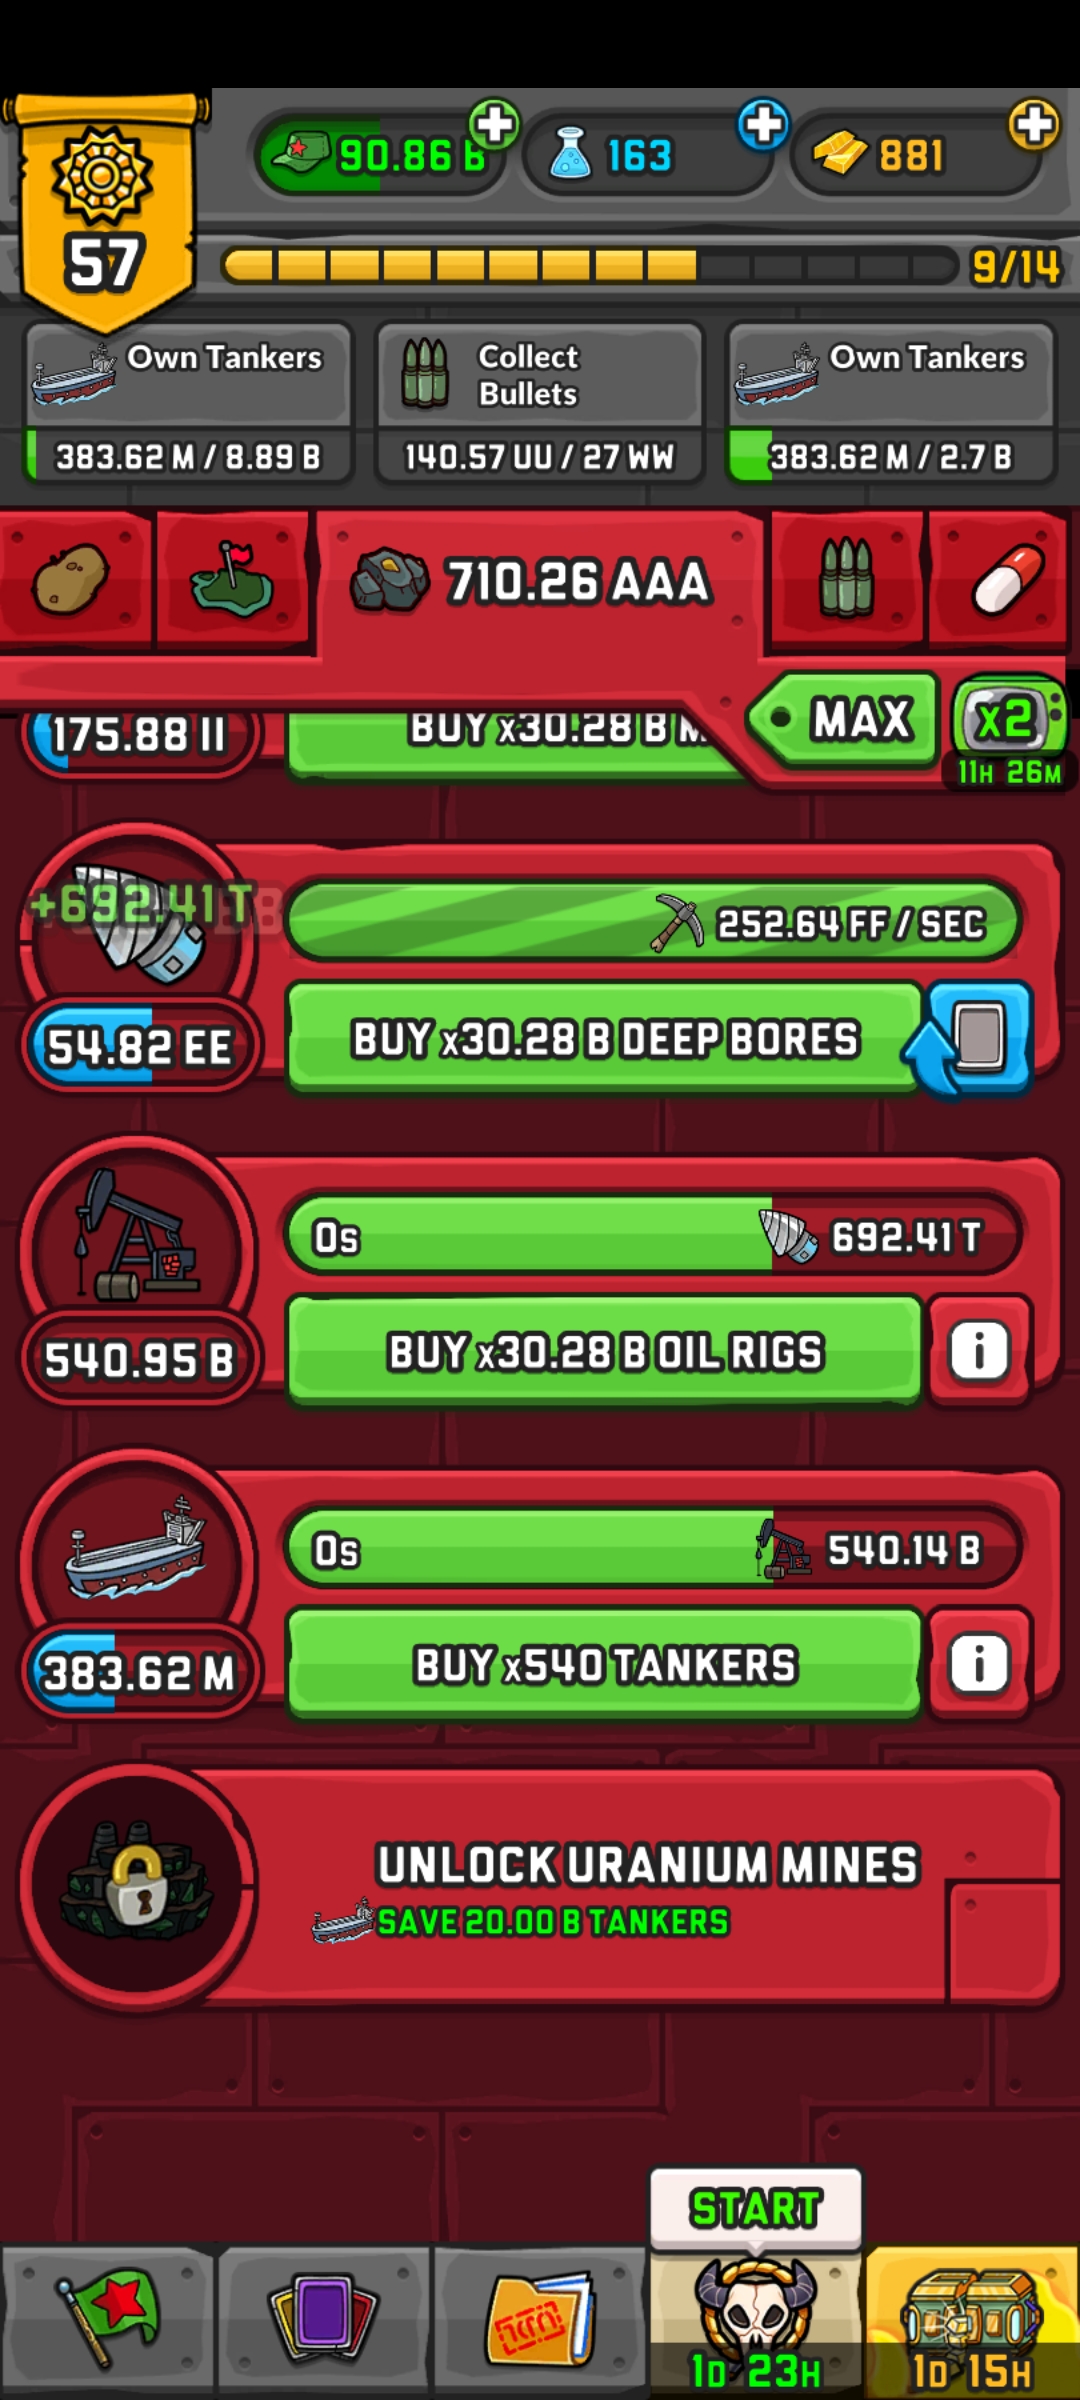 57
90.86 B
163
881
9/14
Own Tankers
383.62 M / 8.89 B
Collect
Bullets
140.57 UU / 27 WW
Own Tankers
383.62 M / 2.7 B
710.26 AAA
MAX
x2
11H 26M
175.88 II
BUY x30.28 B M
+692.41 T
252.64 FF / SEC
54.82 EE
BUY x30.28 B DEEP BORES
0s
692.41 T
540.95 B
BUY x30.28 B OIL RIGS
i
0s
540.14 B
383.62 M
BUY x540 TANKERS
i
UNLOCK URANIUM MINES
SAVE 20.00 B TANKERS
START
1D 23H
1D 15H